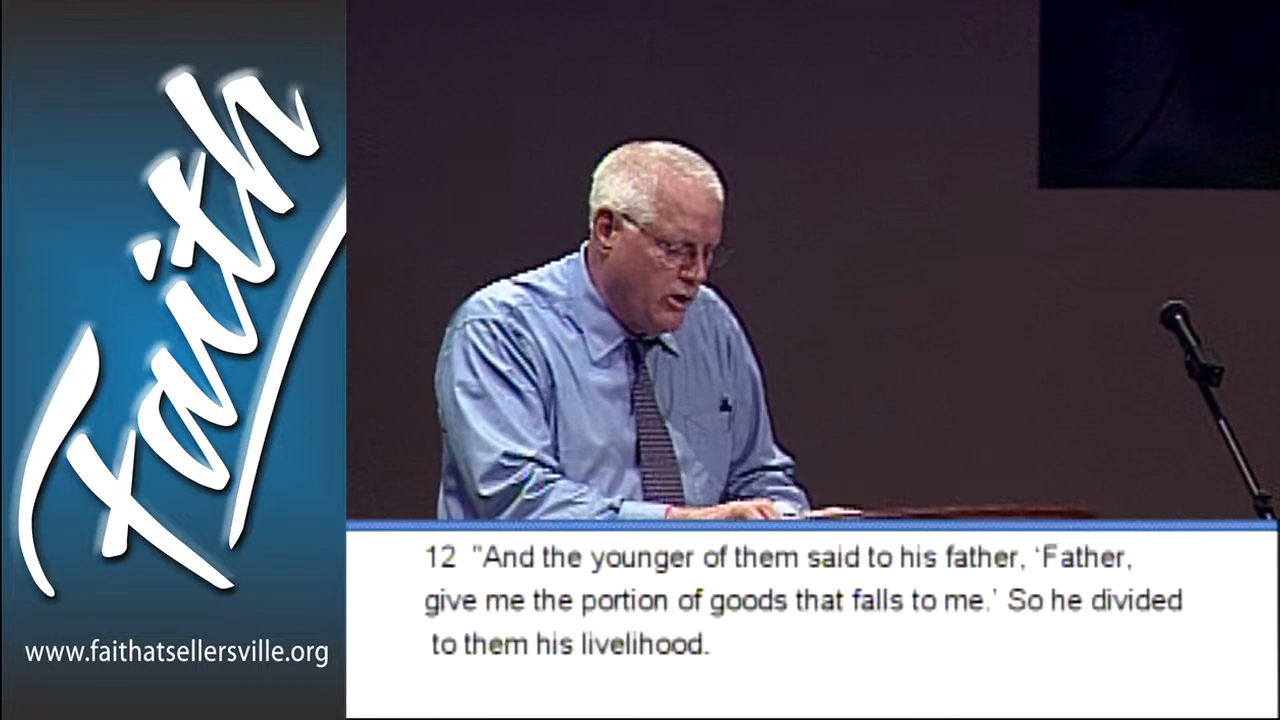 Faith
www.faithatsellersville.org
12 "And the younger of them said to his father, ‘Father,
give me the portion of goods that falls to me.’ So he divided
to them his livelihood.